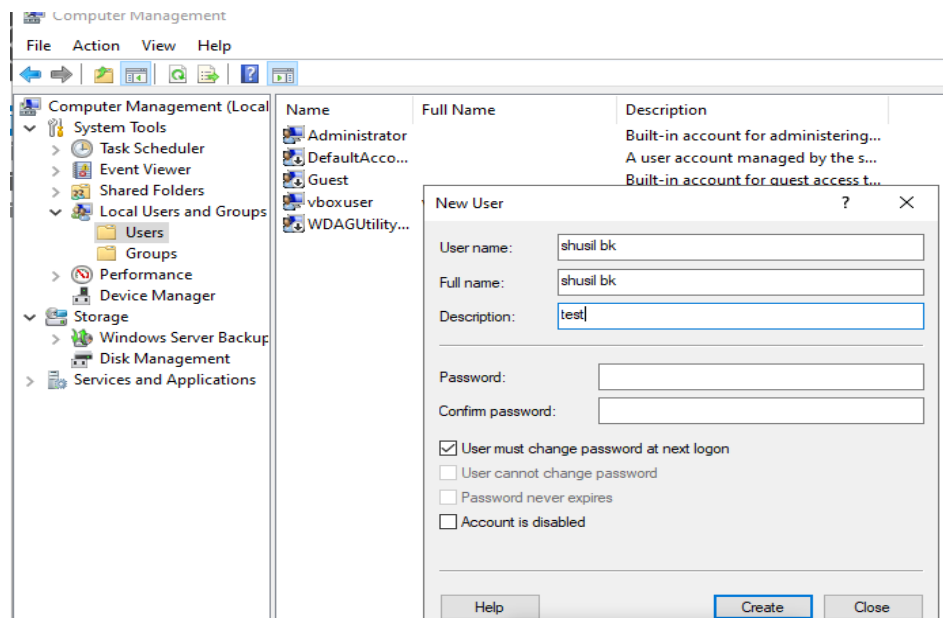 Computer Management
File Action View Help
Computer Management (Local
System Tools
Task Scheduler
Event Viewer
Shared Folders
Local Users and Groups
Users
Groups
Performance
Device Manager
Storage
Windows Server Backup
Disk Management
Services and Applications
Name Full Name Description
Administrator Built-in account for administering...
DefaultAcco... A user account managed by the s...
Guest Built-in account for guest access t...
vboxuser
WDAGUtility...
New User ? X
User name: shusil bk
Full name: shusil bk
Description: test
Password:
Confirm password:
User must change password at next logon
User cannot change password
Password never expires
Account is disabled
Help Create Close